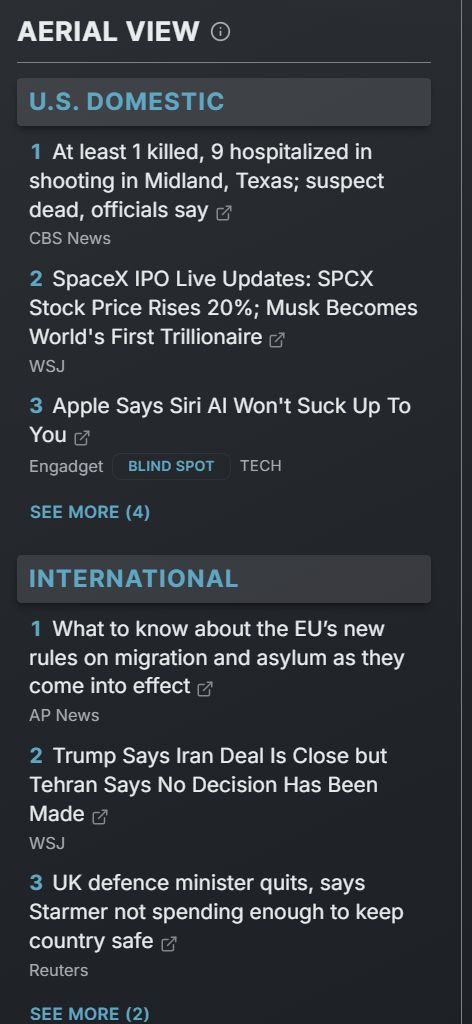 AERIAL VIEW
U.S. DOMESTIC
1 At least 1 killed, 9 hospitalized in
shooting in Midland, Texas; suspect
dead, officials say
CBS News
2 SpaceX IPO Live Updates: SPCX
Stock Price Rises 20%; Musk Becomes
World's First Trillionaire
WSJ
3 Apple Says Siri AI Won't Suck Up To
You
Engadget BLIND SPOT TECH
SEE MORE (4)
INTERNATIONAL
1 What to know about the EU’s new
rules on migration and asylum as they
come into effect
AP News
2 Trump Says Iran Deal Is Close but
Tehran Says No Decision Has Been
Made
WSJ
3 UK defence minister quits, says
Starmer not spending enough to keep
country safe
Reuters
SEE MORE (2)